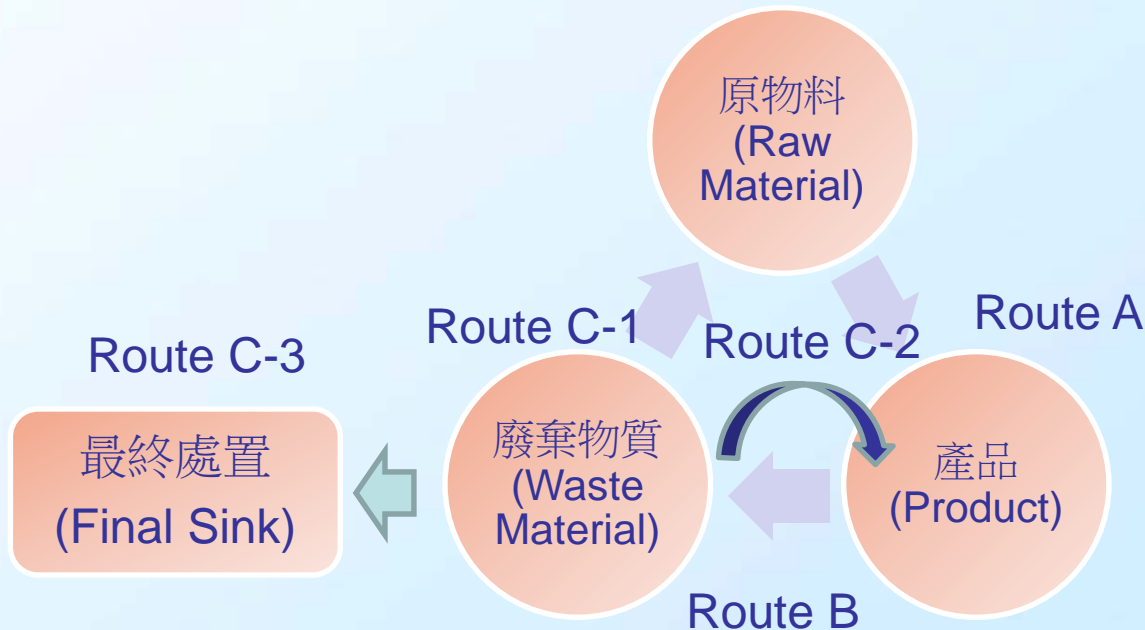 原物料
(Raw
Material)
Route A
Route C-1
Route C-2
Route C-3
最終處置
(Final Sink)
廢棄物質
(Waste
Material)
產品
(Product)
Route B